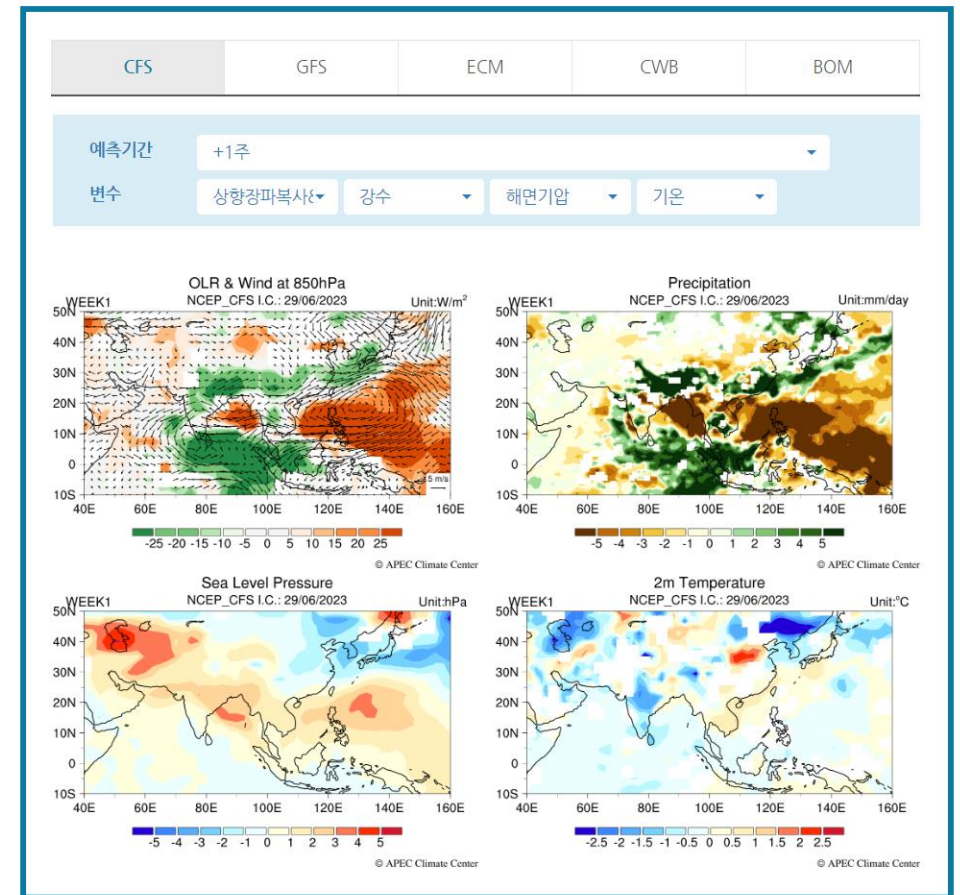 CFS GFS ECM CWB BOM
예측기간 +1주
변수 상향장파복사& 강수 해면기압 기온
OLR & Wind at 850hPa
WEEK1 NCEP_CFS I.C.: 29/06/2023 Unit:W/m²
50N
40N
30N
20N
10N
0
10S
5 m/s
40E 60E 80E 100E 120E 140E 160E
-25 -20 -15 -10 -5 0 5 10 15 20 25
© APEC Climate Center
Precipitation
WEEK1 NCEP_CFS I.C.: 29/06/2023 Unit:mm/day
50N
40N
30N
20N
10N
0
10S
40E 60E 80E 100E 120E 140E 160E
-5 -4 -3 -2 -1 0 1 2 3 4 5
© APEC Climate Center
Sea Level Pressure
WEEK1 NCEP_CFS I.C.: 29/06/2023 Unit:hPa
50N
40N
30N
20N
10N
0
10S
40E 60E 80E 100E 120E 140E 160E
-5 -4 -3 -2 -1 0 1 2 3 4 5
© APEC Climate Center
2m Temperature
WEEK1 NCEP_CFS I.C.: 29/06/2023 Unit:°C
50N
40N
30N
20N
10N
0
10S
40E 60E 80E 100E 120E 140E 160E
-2.5 -2 -1.5 -1 -0.5 0 0.5 1 1.5 2 2.5
© APEC Climate Center